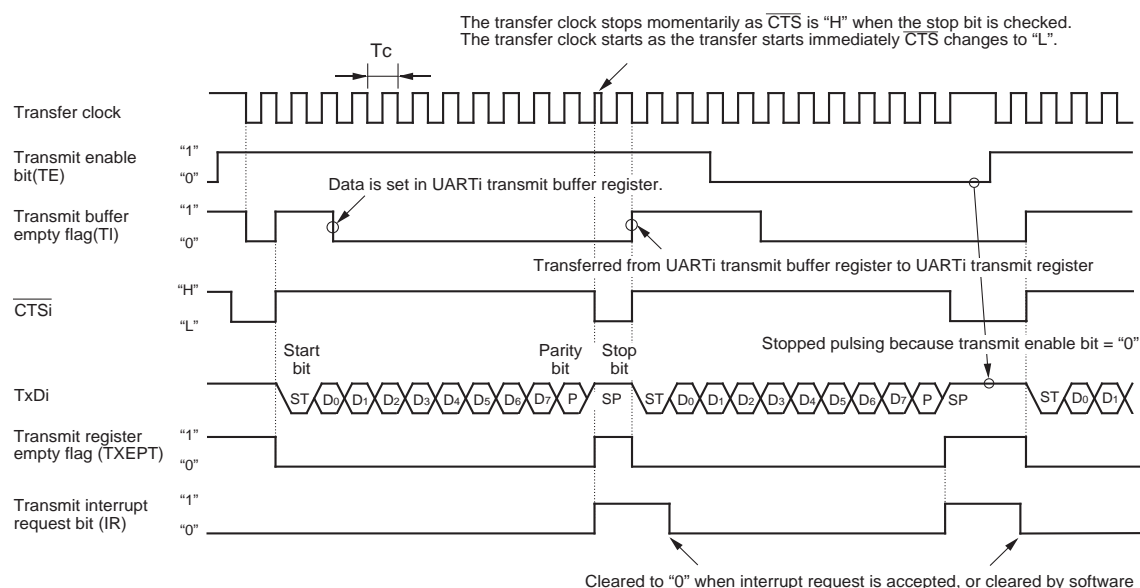 The transfer clock stops momentarily as CTS is “H” when the stop bit is checked.
The transfer clock starts as the transfer starts immediately CTS changes to “L”.
Tc
Transfer clock
Transmit enable
bit(TE)
“1”
“0”
Data is set in UARTi transmit buffer register.
Transmit buffer
empty flag(TI)
“1”
“0”
Transferred from UARTi transmit buffer register to UARTi transmit register
CTSi
“H”
“L”
Stopped pulsing because transmit enable bit = “0”
Start
bit
Parity
bit
Stop
bit
TxDi
ST D0 D1 D2 D3 D4 D5 D6 D7 P SP ST D0 D1 D2 D3 D4 D5 D6 D7 P SP ST D0 D1
Transmit register
empty flag (TXEPT)
“1”
“0”
Transmit interrupt
request bit (IR)
“1”
“0”
Cleared to “0” when interrupt request is accepted, or cleared by software